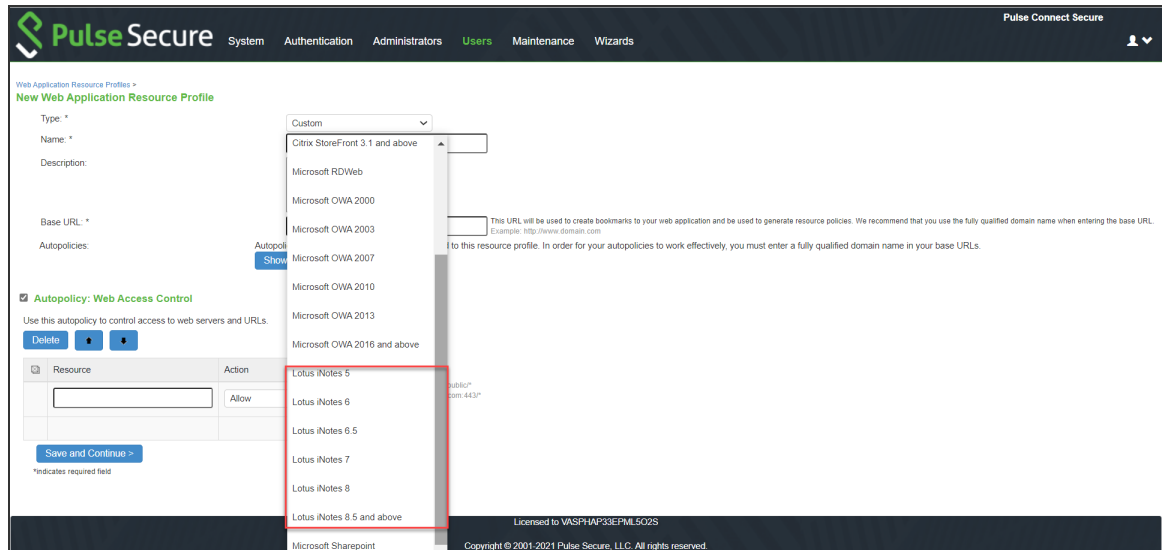 Pulse Connect Secure
Pulse Secure
System Authentication Administrators Users Maintenance Wizards
Web Application Resource Profiles >
New Web Application Resource Profile
Type: *
Custom
Name: *
Description:
Base URL: *
This URL will be used to create bookmarks to your web application and be used to generate resource policies. We recommend that you use the fully qualified domain name when entering the base URL.
Example: http://www.domain.com
Autopolicies:
to this resource profile. In order for your autopolicies to work effectively, you must enter a fully qualified domain name in your base URLs.
Show
Citrix StoreFront 3.1 and above
Microsoft RDWeb
Microsoft OWA 2000
Microsoft OWA 2003
Microsoft OWA 2007
Microsoft OWA 2010
Microsoft OWA 2013
Microsoft OWA 2016 and above
Lotus iNotes 5
Lotus iNotes 6
Lotus iNotes 6.5
Lotus iNotes 7
Lotus iNotes 8
Lotus iNotes 8.5 and above
Microsoft Sharepoint
Autopolicy: Web Access Control
Use this autopolicy to control access to web servers and URLs.
Delete
Resource Action
Allow
public/*
com:443/*
Save and Continue >
*indicates required field
Licensed to VASPHAP33EPML5O2S
Copyright © 2001-2021 Pulse Secure, LLC. All rights reserved.